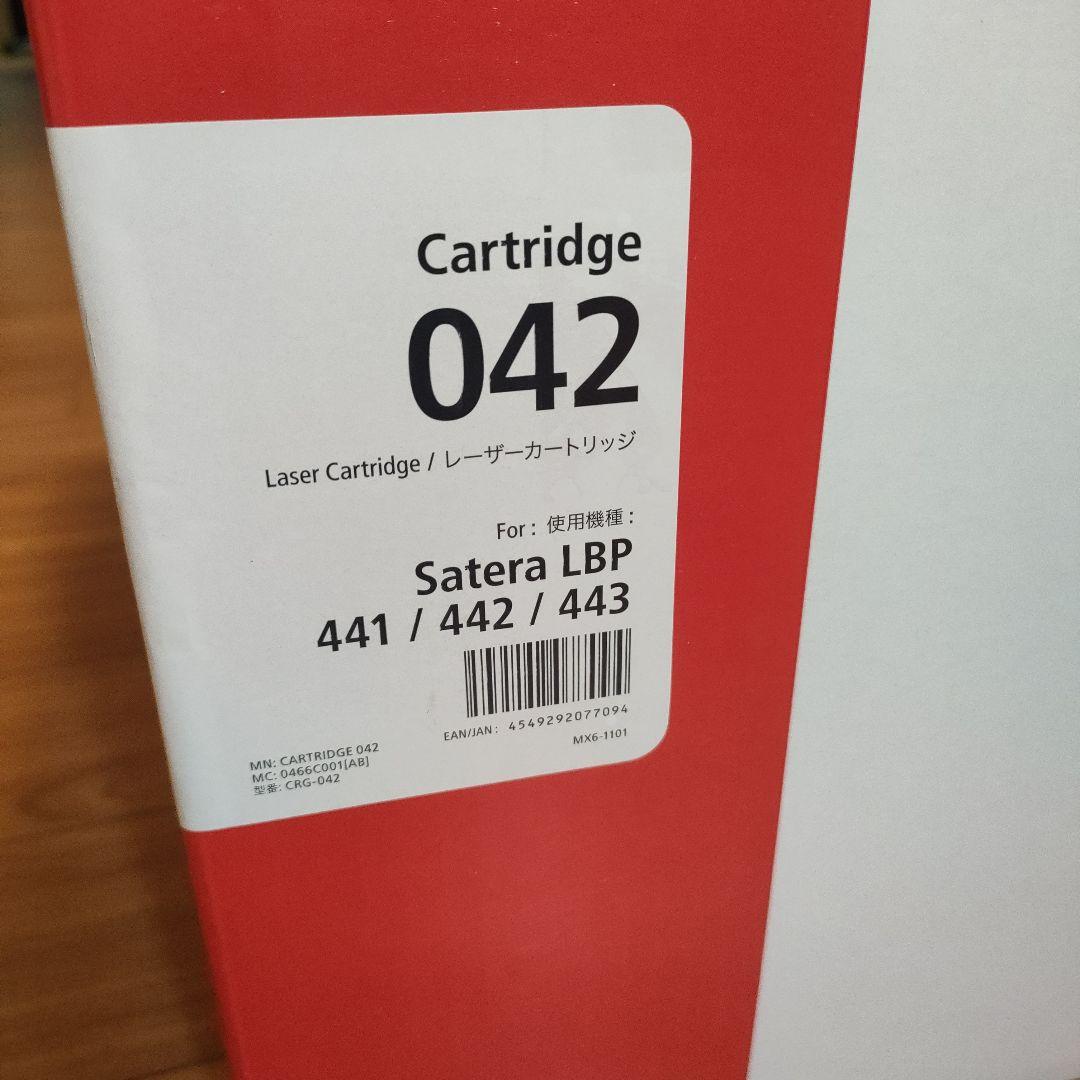 Cartridge
042
Laser Cartridge / レーザーカートリッジ
For : 使用機種 :
Satera LBP
441 / 442 / 443
EAN/JAN : 4549292077094
MX6-1101
MN: CARTRIDGE 042
MC: 0466C001[AB]
型番: CRG-042